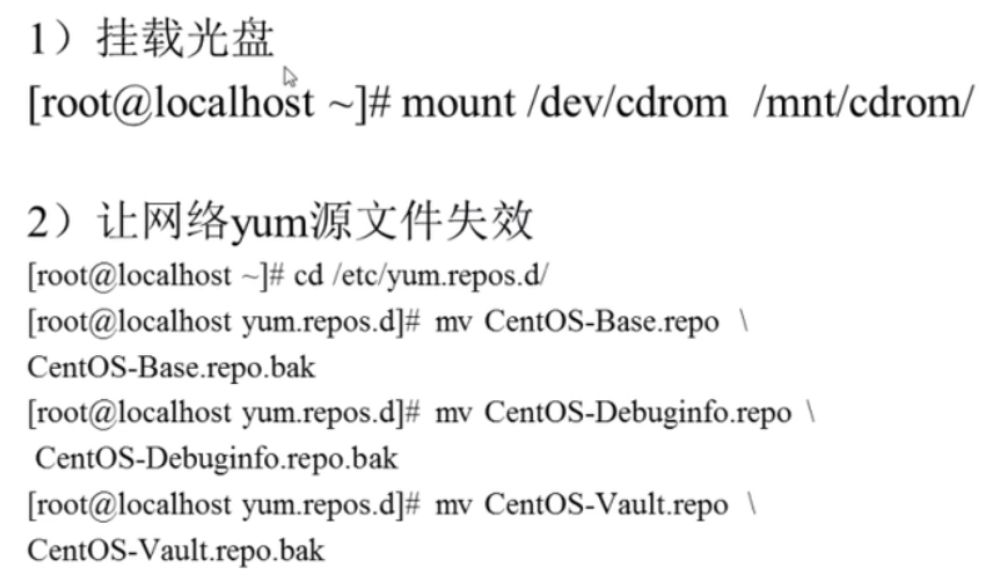 1）挂载光盘
[root@localhost ~]# mount /dev/cdrom  /mnt/cdrom/
2）让网络yum源文件失效
[root@localhost ~]# cd /etc/yum.repos.d/
[root@localhost yum.repos.d]#  mv  CentOS-Base.repo  \
CentOS-Base.repo.bak
[root@localhost yum.repos.d]#  mv  CentOS-Debuginfo.repo  \
 CentOS-Debuginfo.repo.bak
[root@localhost yum.repos.d]#  mv  CentOS-Vault.repo  \
CentOS-Vault.repo.bak